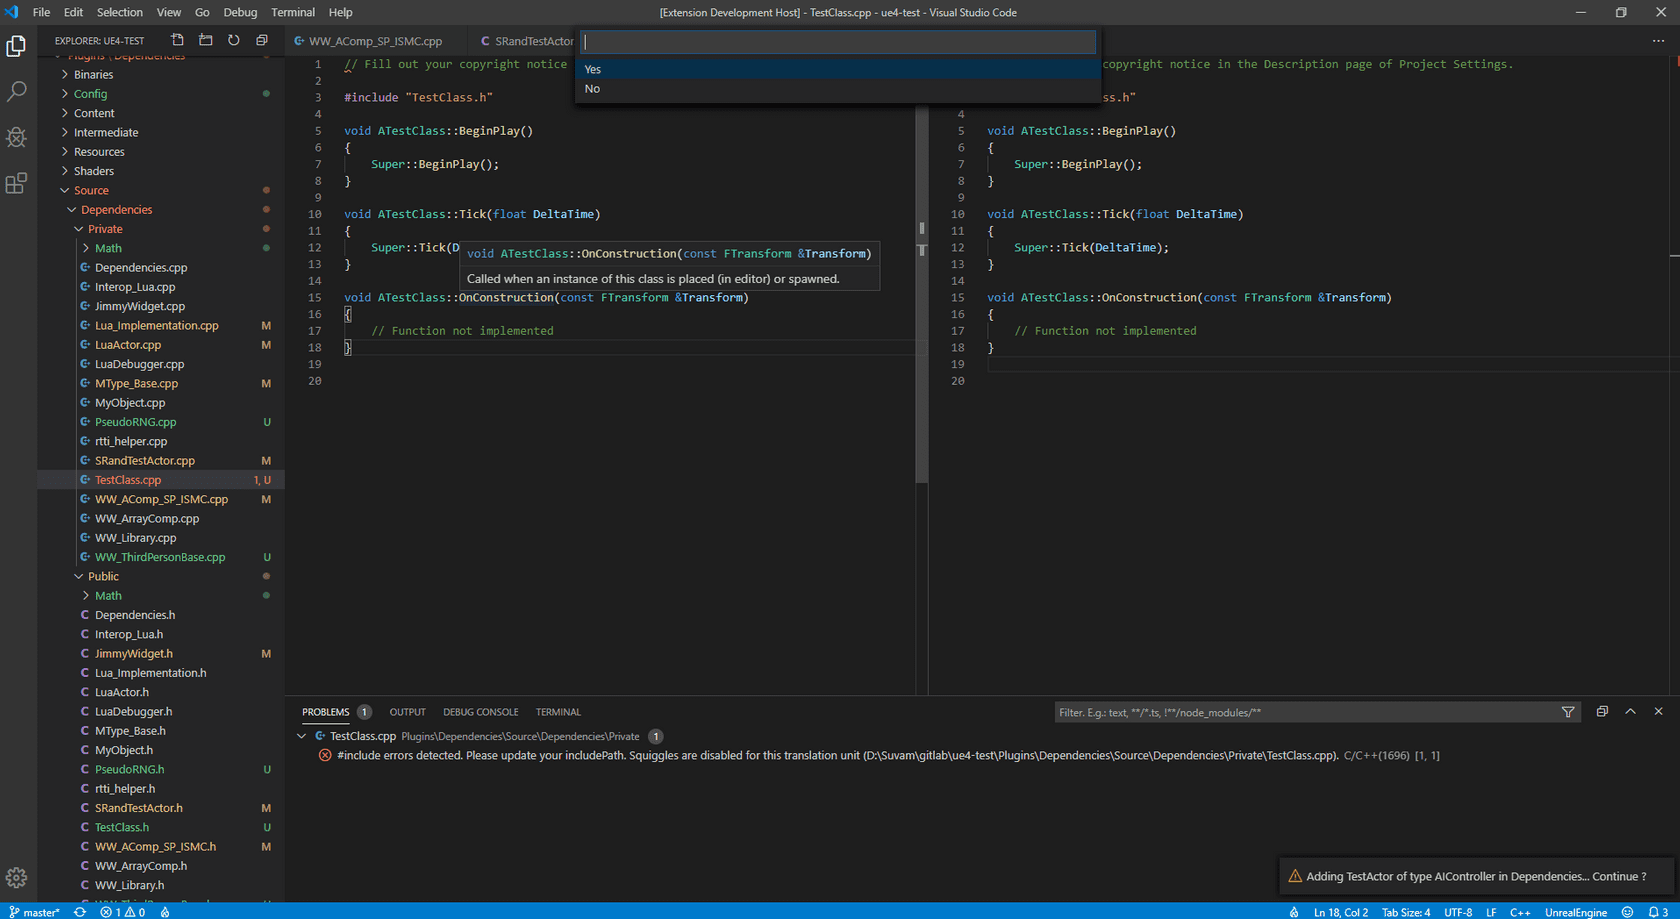 File Edit Selection View Go Debug Terminal Help
[Extension Development Host] - TestClass.cpp - ue4-test - Visual Studio Code
EXPLORER: UE4-TEST
Plugins \ Dependencies
Binaries
Config
Content
Intermediate
Resources
Shaders
Source
Dependencies
Private
Math
Dependencies.cpp
Interop_Lua.cpp
JimmyWidget.cpp
Lua_Implementation.cpp M
LuaActor.cpp M
LuaDebugger.cpp
MType_Base.cpp M
MyObject.cpp
PseudoRNG.cpp U
rtti_helper.cpp
SRandTestActor.cpp M
TestClass.cpp 1, U
WW_AComp_SP_ISMC.cpp M
WW_ArrayComp.cpp
WW_Library.cpp
WW_ThirdPersonBase.cpp U
Public
Math
Dependencies.h
Interop_Lua.h
JimmyWidget.h M
Lua_Implementation.h
LuaActor.h
LuaDebugger.h
MType_Base.h
MyObject.h
PseudoRNG.h U
rtti_helper.h
SRandTestActor.h M
TestClass.h U
WW_AComp_SP_ISMC.h M
WW_ArrayComp.h
WW_Library.h
WW_AComp_SP_ISMC.cpp
C SRandTestActor
Yes
No
1 // Fill out your copyright notice
2
3 #include "TestClass.h"
4
5 void ATestClass::BeginPlay()
6 {
7 Super::BeginPlay();
8 }
9
10 void ATestClass::Tick(float DeltaTime)
11 {
12 Super::Tick(D
13 }
14
15 void ATestClass::OnConstruction(const FTransform &Transform)
16 {
17 // Function not implemented
18 }
19
20
void ATestClass::OnConstruction(const FTransform &Transform)
Called when an instance of this class is placed (in editor) or spawned.
copyright notice in the Description page of Project Settings.
ss.h"
4
5 void ATestClass::BeginPlay()
6 {
7 Super::BeginPlay();
8 }
9
10 void ATestClass::Tick(float DeltaTime)
11 {
12 Super::Tick(DeltaTime);
13 }
14
15 void ATestClass::OnConstruction(const FTransform &Transform)
16 {
17 // Function not implemented
18 }
19
20
PROBLEMS 1 OUTPUT DEBUG CONSOLE TERMINAL
Filter. E.g.: text, **/*.ts, !**/node_modules/**
TestClass.cpp Plugins\Dependencies\Source\Dependencies\Private 1
#include errors detected. Please update your includePath. Squiggles are disabled for this translation unit (D:\Suvam\gitlab\ue4-test\Plugins\Dependencies\Source\Dependencies\Private\TestClass.cpp). C/C++(1696) [1, 1]
Adding TestActor of type AIController in Dependencies... Continue ?
master* 1 0
Ln 18, Col 2 Tab Size: 4 UTF-8 LF C++ UnrealEngine 3